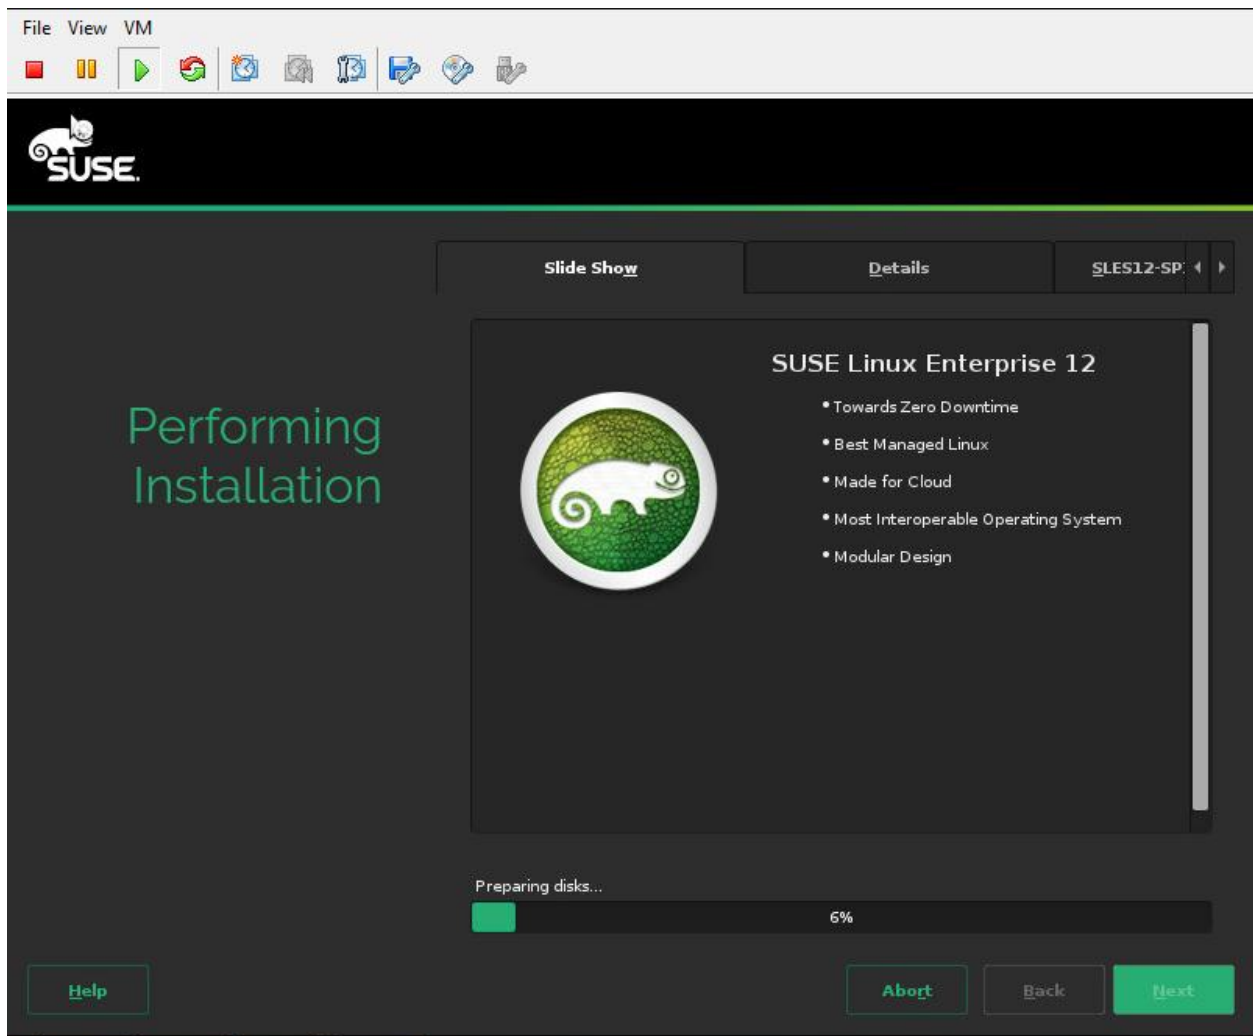 File View VM
SUSE.
Slide Show
Details
SLES12-SP
Performing
Installation
SUSE Linux Enterprise 12
• Towards Zero Downtime
• Best Managed Linux
• Made for Cloud
• Most Interoperable Operating System
• Modular Design
Preparing disks...
6%
Help
Abort
Back
Next